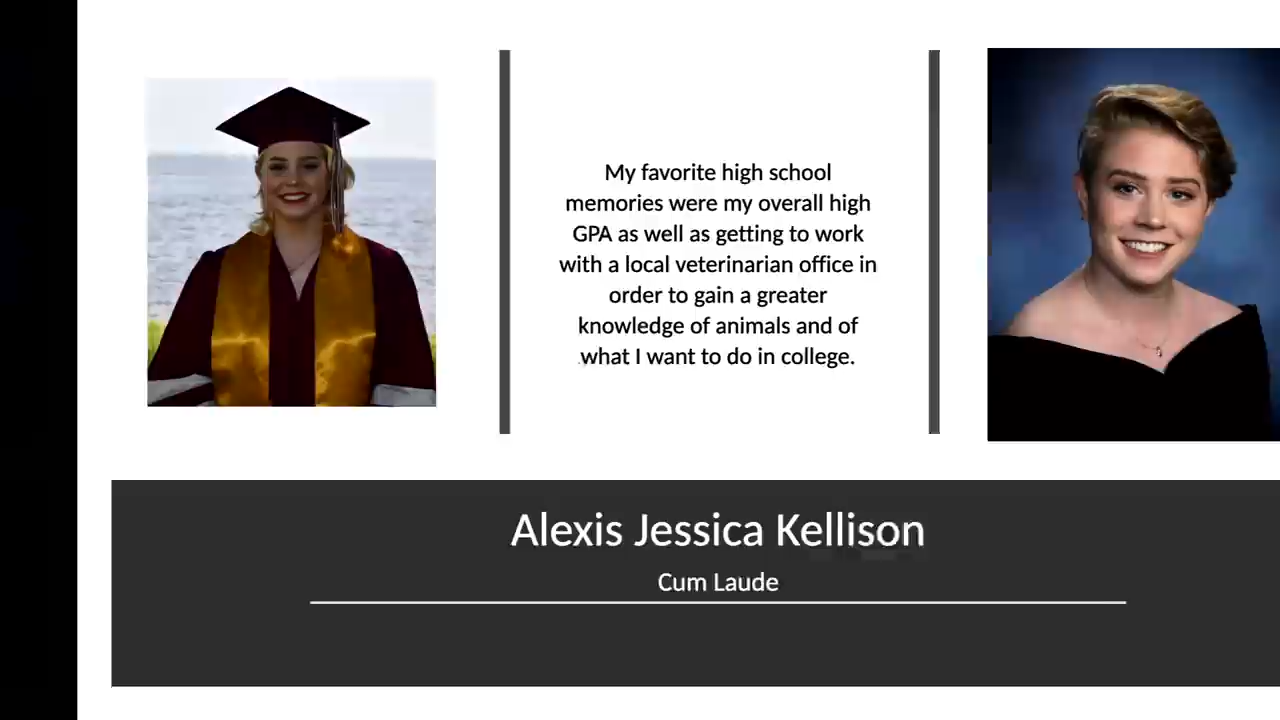 My favorite high school
memories were my overall high
GPA as well as getting to work
with a local veterinarian office in
order to gain a greater
knowledge of animals and of
what I want to do in college.
Alexis Jessica Kellison
Cum Laude